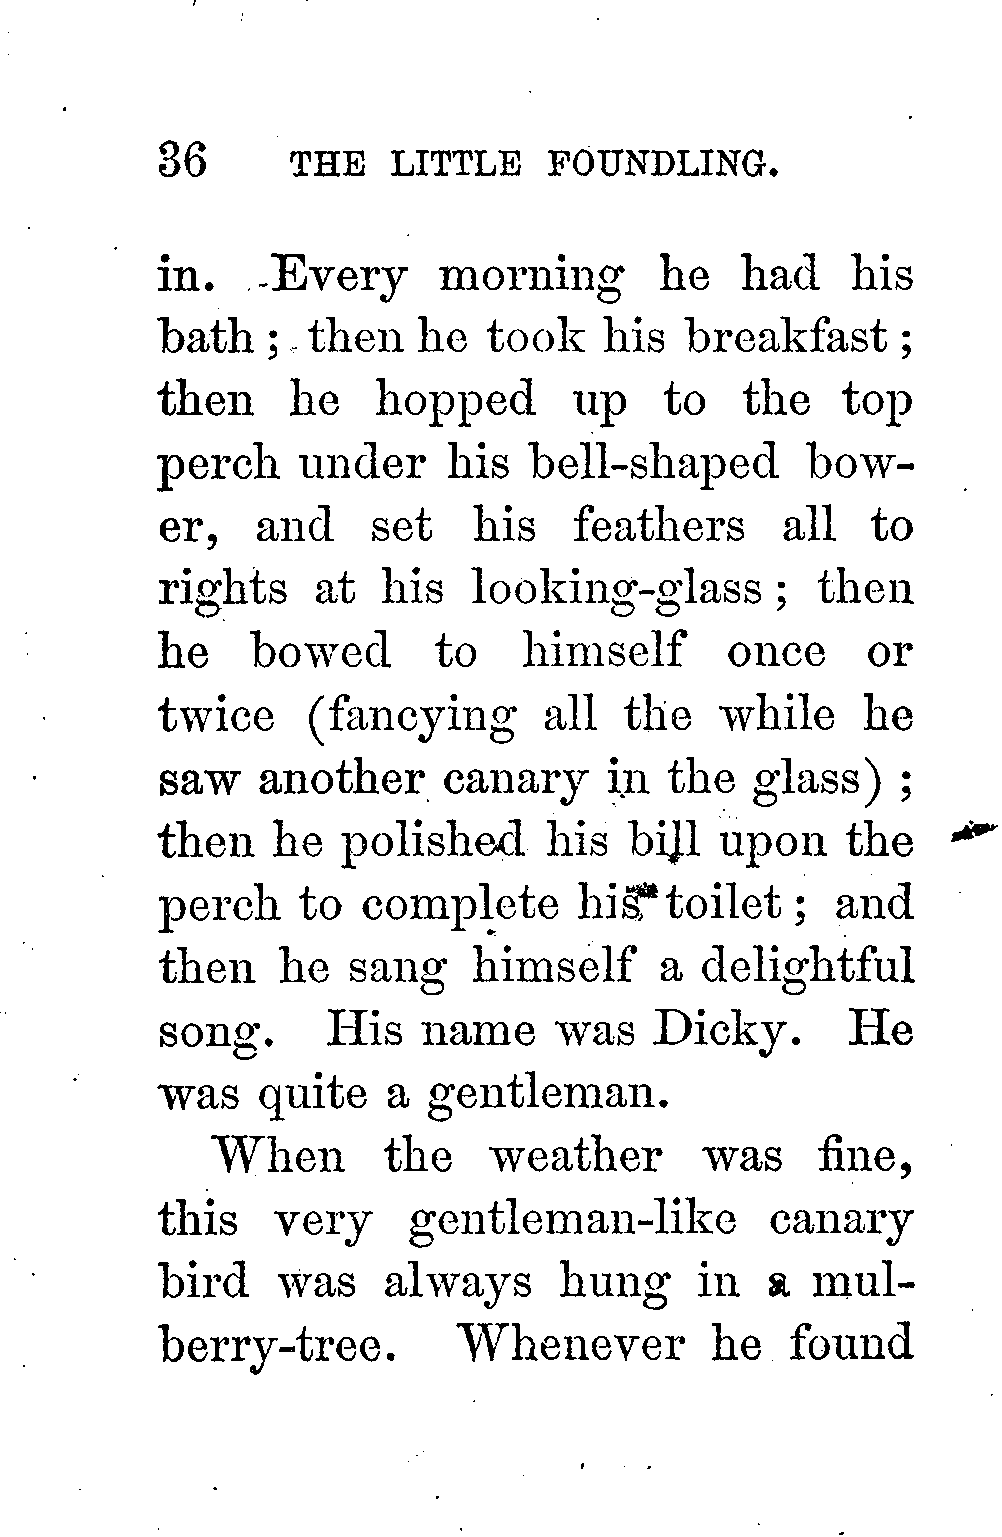 36 THE LITTLE FOUNDLING.
in. Every morning he had his
bath ; then he took his breakfast ;
then he hopped up to the top
perch under his bell-shaped bow-
er, and set his feathers all to
rights at his looking-glass ; then
he bowed to himself once or
twice (fancying all the while he
saw another canary in the glass) ;
then he polished his bill upon the
perch to complete his toilet ; and
then he sang himself a delightful
song. His name was Dicky. He
was quite a gentleman.
When the weather was fine,
this very gentleman-like canary
bird was always hung in a mul-
berry-tree. Whenever he found